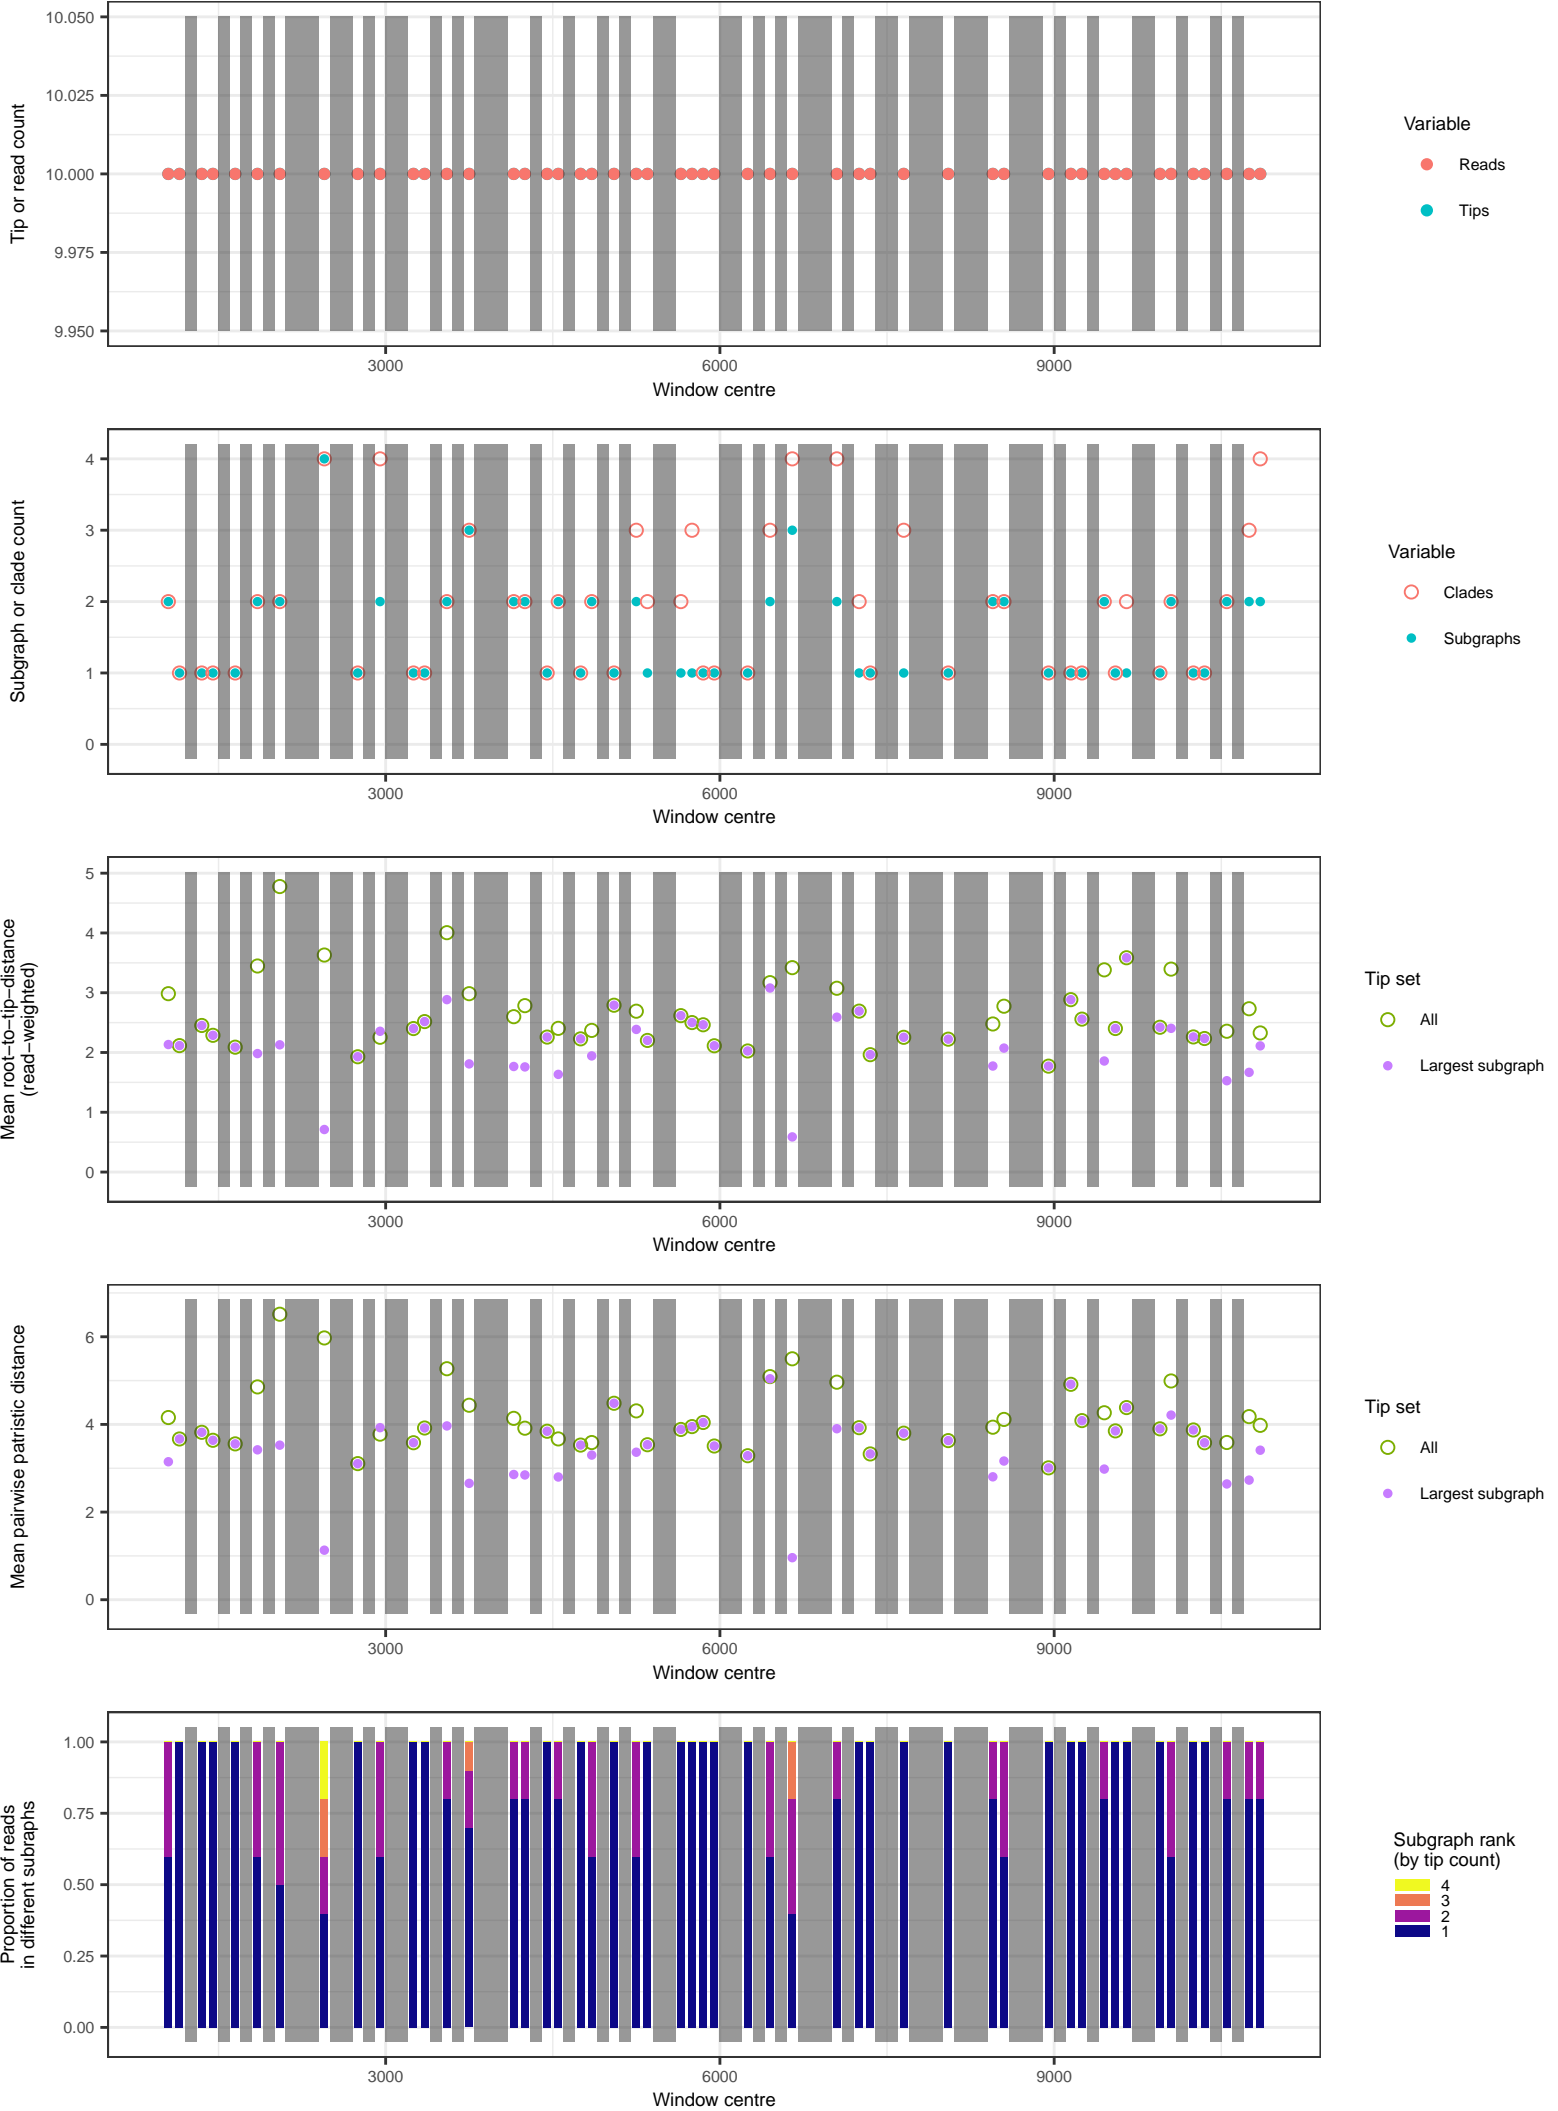 10.050
10.025
10.000
9.975
9.950
Tip or read count
3000 6000 9000
Window centre
Variable
Reads
Tips
4
3
2
1
0
Subgraph or clade count
3000 6000 9000
Window centre
Variable
Clades
Subgraphs
5
4
3
2
1
0
Mean root−to−tip−distance
(read−weighted)
3000 6000 9000
Window centre
Tip set
All
Largest subgraph
6
4
2
0
Mean pairwise patristic distance
3000 6000 9000
Window centre
Tip set
All
Largest subgraph
1.00
0.75
0.50
0.25
0.00
Proportion of reads
in different subraphs
3000 6000 9000
Window centre
Subgraph rank
(by tip count)
4
3
2
1